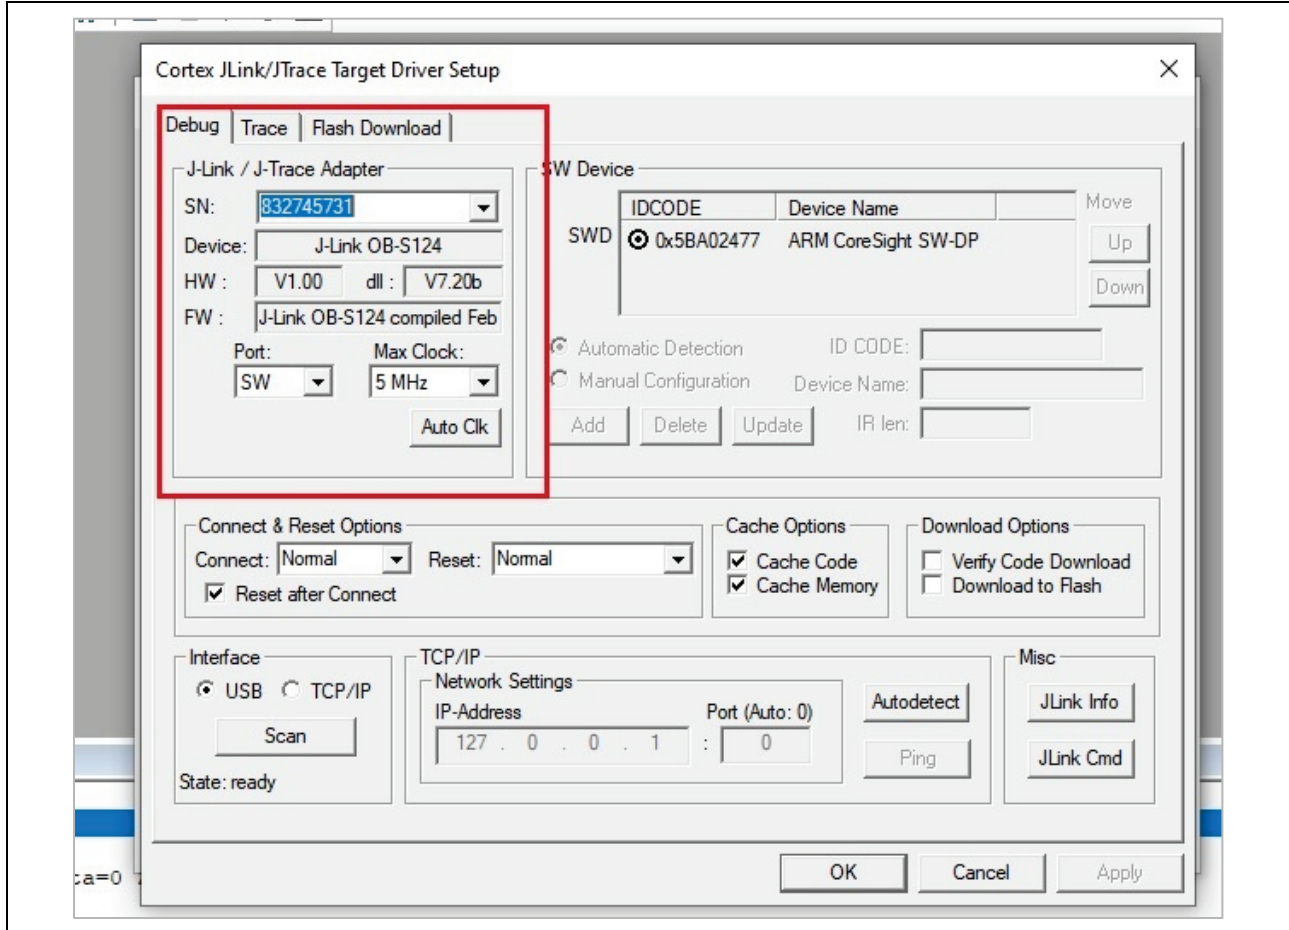 Cortex JLink/JTrace Target Driver Setup
Debug Trace Flash Download
J-Link / J-Trace Adapter
SN: 832745731
Device: J-Link OB-S124
HW : V1.00 dll : V7.20b
FW : J-Link OB-S124 compiled Feb
Port: Max Clock:
SW 5 MHz
Auto Clk
SW Device
IDCODE Device Name
SWD 0x5BA02477 ARM CoreSight SW-DP
Move
Up
Down
Automatic Detection ID CODE:
Manual Configuration Device Name:
Add Delete Update IR len:
Connect & Reset Options
Connect: Normal Reset: Normal
Reset after Connect
Cache Options
Cache Code
Cache Memory
Download Options
Verify Code Download
Download to Flash
Interface
USB TCP/IP
Scan
State: ready
TCP/IP
Network Settings
IP-Address Port (Auto: 0)
127 . 0 . 0 . 1 : 0
Autodetect
Ping
Misc
JLink Info
JLink Cmd
OK Cancel Apply
:a=0